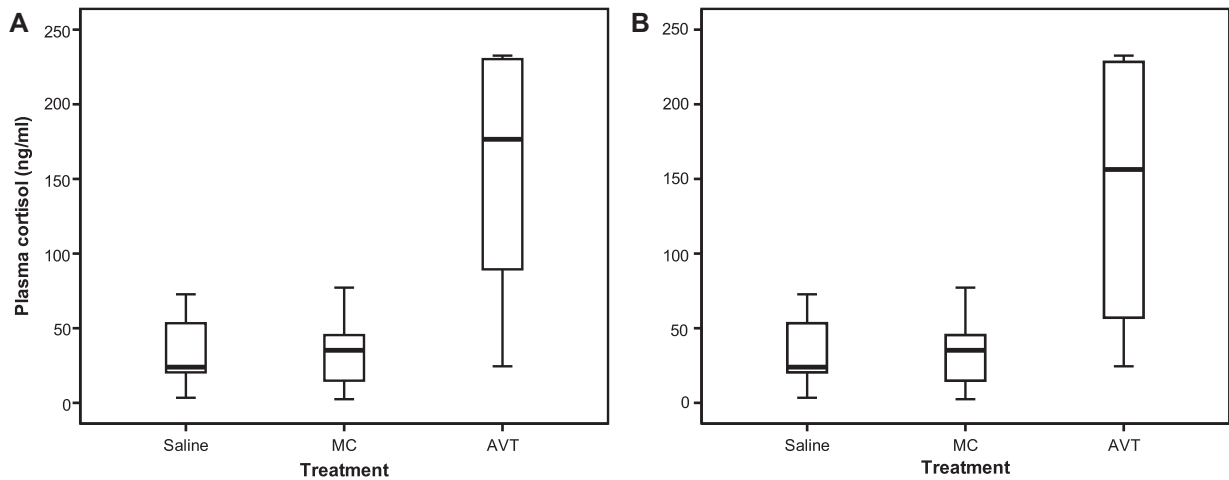 A
Plasma cortisol (ng/ml)
250
200
150
100
50
0
Saline MC AVT
Treatment
B
250
200
150
100
50
0
Saline MC AVT
Treatment